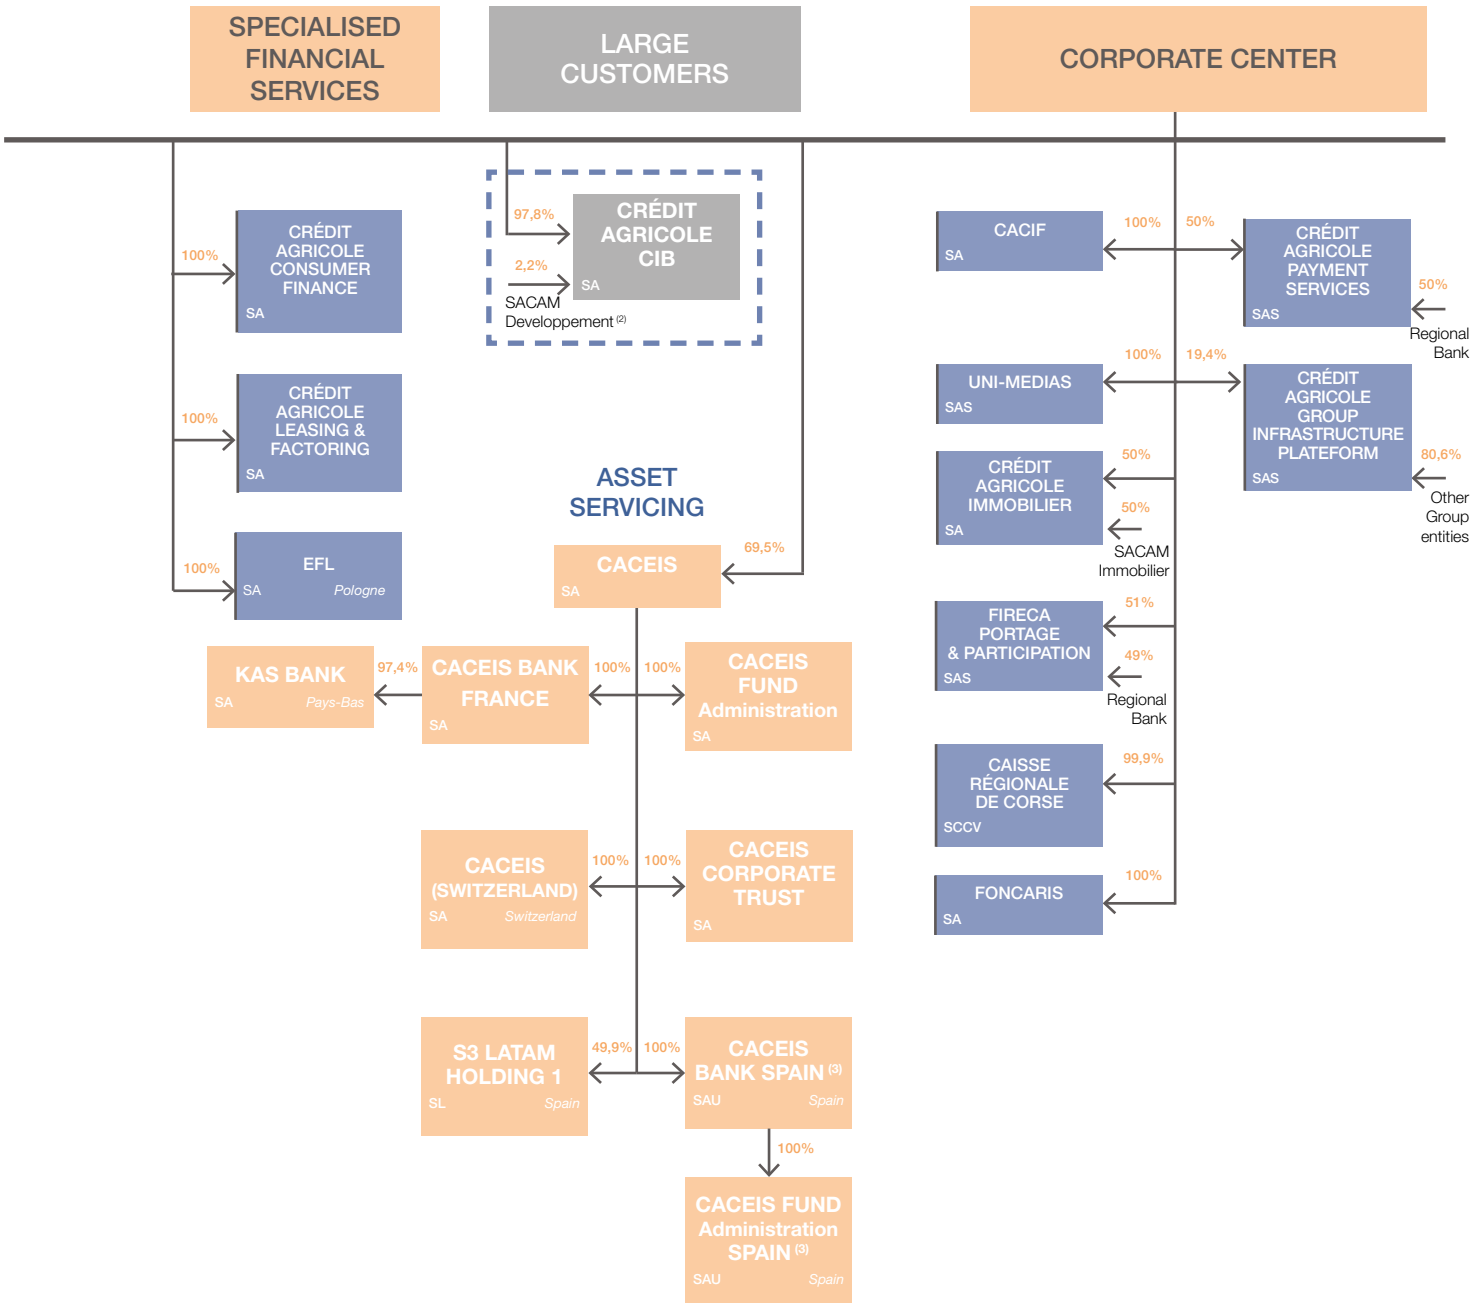 SPECIALISED
FINANCIAL
SERVICES
LARGE
CUSTOMERS
CORPORATE CENTER
100%
CRÉDIT
AGRICOLE
CONSUMER
FINANCE
SA
100%
CRÉDIT
AGRICOLE
LEASING &
FACTORING
SA
100%
EFL
SA Pologne
97,8%
CRÉDIT
AGRICOLE
CIB
SA
2,2%
SACAM
Developpement (2)
ASSET
SERVICING
69,5%
CACEIS
SA
KAS BANK
SA Pays-Bas
97,4%
CACEIS BANK
FRANCE
SA
100%
100%
CACEIS
FUND
Administration
SA
CACEIS
(SWITZERLAND)
SA Switzerland
100%
100%
CACEIS
CORPORATE
TRUST
SA
S3 LATAM
HOLDING 1
SL Spain
49,9%
100%
CACEIS
BANK SPAIN (3)
SAU Spain
100%
CACEIS FUND
Administration
SPAIN (3)
SAU Spain
CACIF
SA
100%
50%
CRÉDIT
AGRICOLE
PAYMENT
SERVICES
SAS
50%
Regional
Bank
UNI-MEDIAS
SAS
100%
19,4%
CRÉDIT
AGRICOLE
GROUP
INFRASTRUCTURE
PLATEFORM
SAS
80,6%
Other
Group
entities
CRÉDIT
AGRICOLE
IMMOBILIER
SA
50%
50%
SACAM
Immobilier
FIRECA
PORTAGE
& PARTICIPATION
SAS
51%
49%
Regional
Bank
CAISSE
RÉGIONALE
DE CORSE
SCCV
99,9%
FONCARIS
SA
100%